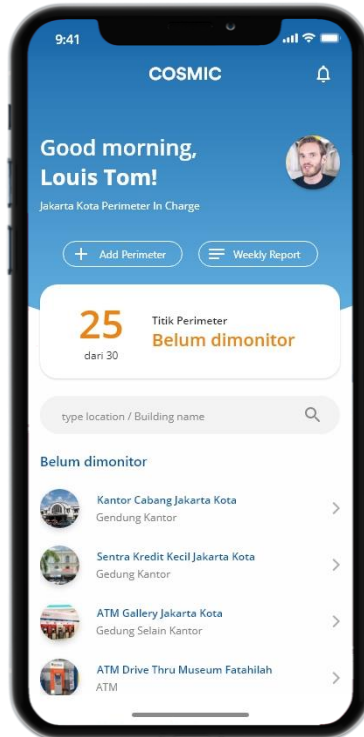 9:41
COSMIC
Good morning,
Louis Tom!
Jakarta Kota Perimeter In Charge
Add Perimeter
Weekly Report
25
dari 30
Titik Perimeter
Belum dimonitor
type location / Building name
Belum dimonitor
Kantor Cabang Jakarta Kota
Gendung Kantor
Sentra Kredit Kecil Jakarta Kota
Gedung Kantor
ATM Gallery Jakarta Kota
Gedung Selain Kantor
ATM Drive Thru Museum Fatahilah
ATM